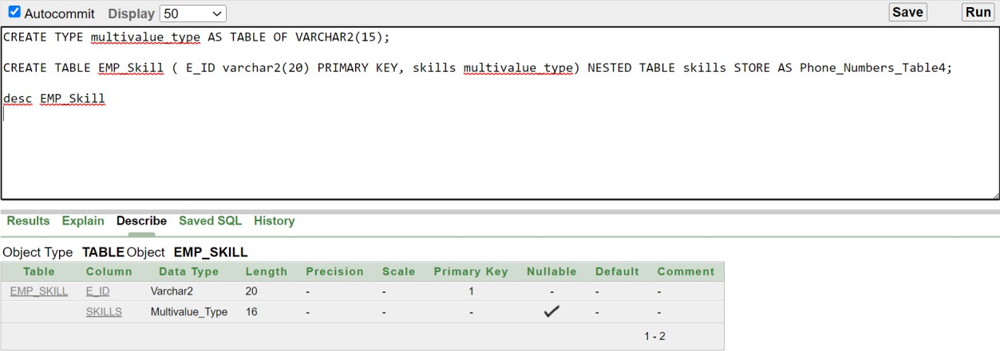 Autocommit Display 50 Save Run
CREATE TYPE multivalue_type AS TABLE OF VARCHAR2(15);
CREATE TABLE EMP_Skill ( E_ID varchar2(20) PRIMARY KEY, skills multivalue_type) NESTED TABLE skills STORE AS Phone_Numbers_Table4;
desc EMP_Skill
Results Explain Describe Saved SQL History
Object Type TABLE Object EMP_SKILL
Table Column Data Type Length Precision Scale Primary Key Nullable Default Comment
EMP_SKILL E_ID Varchar2 20 - - 1 - - -
SKILLS Multivalue_Type 16 - - - ✓ - -
1 - 2